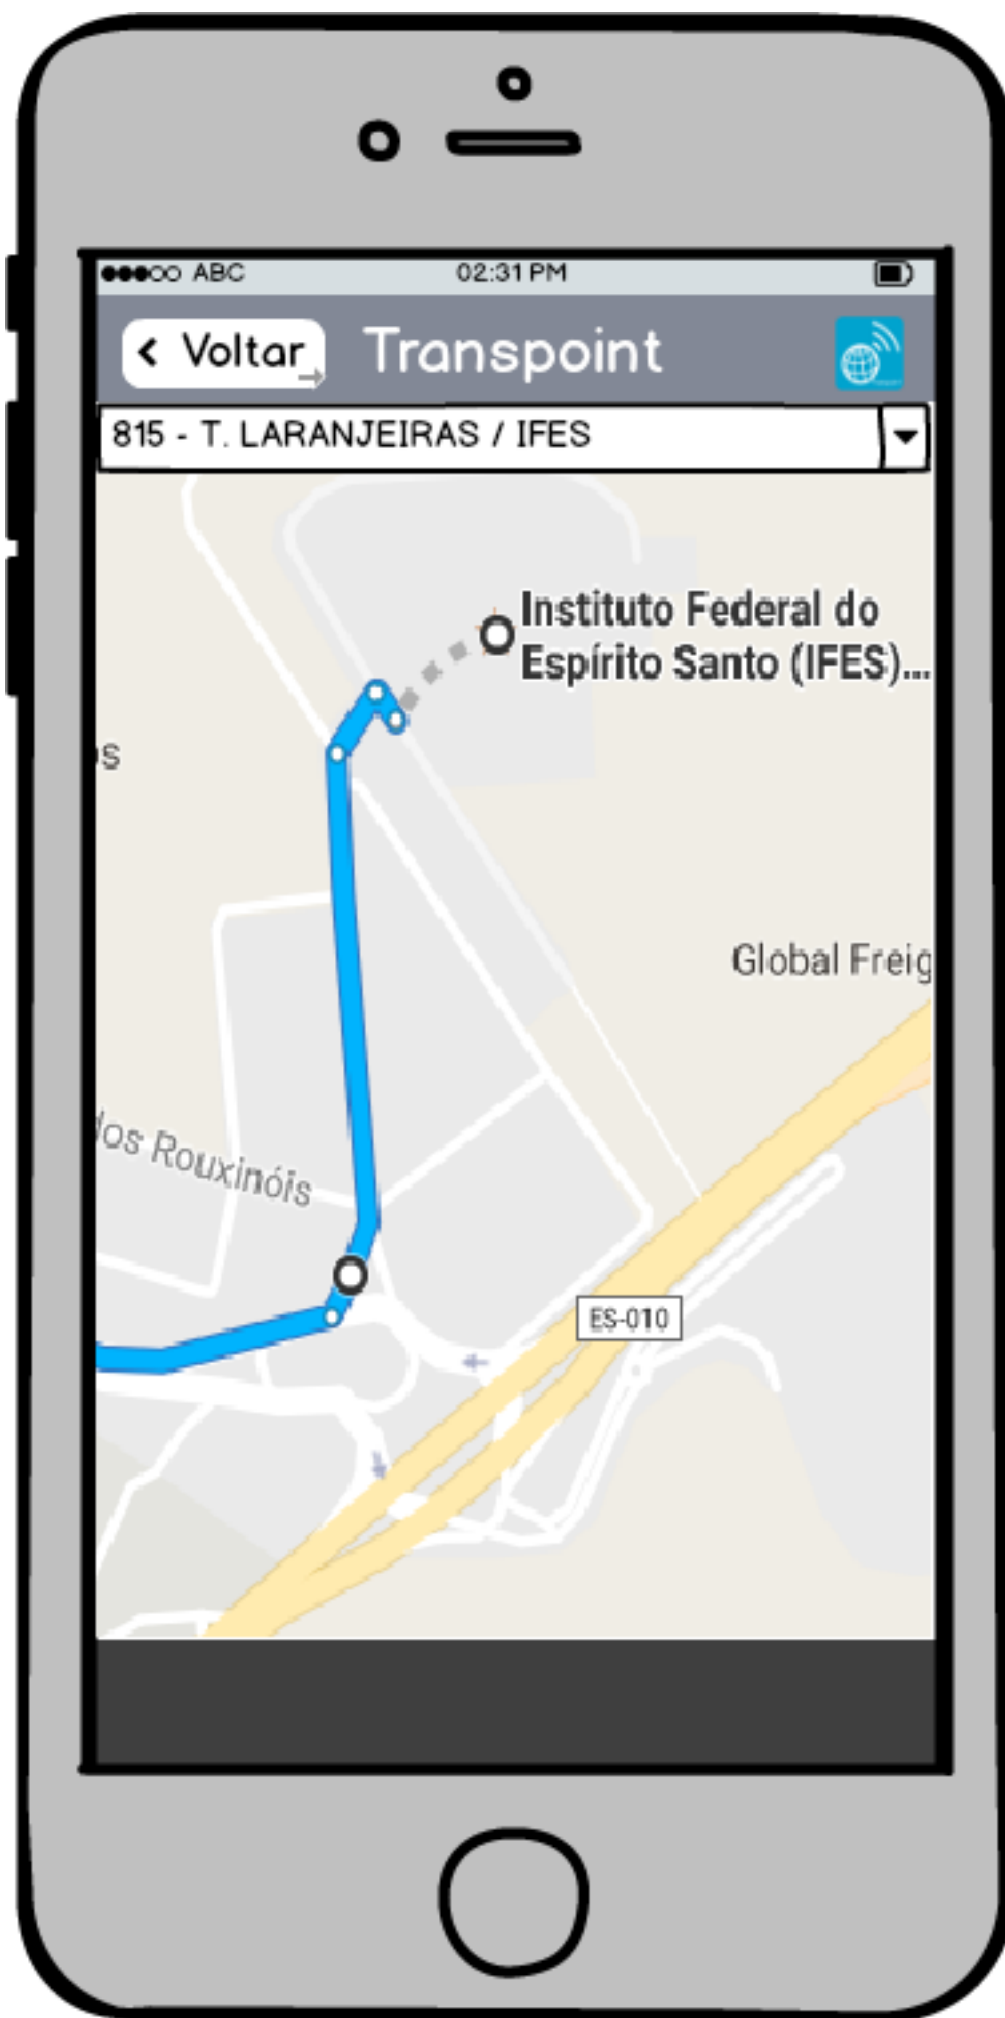 ABC
02:31 PM
< Voltar
Transpoint
815 - T. LARANJEIRAS / IFES
Instituto Federal do
Espírito Santo (IFES)...
Global Freig
dos Rouxinóis
ES-010